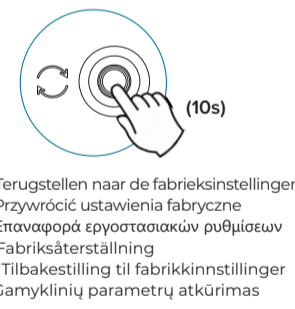 (10s)
Terugstellen naar de fabrieksinstellingen
Przywrócić ustawienia fabryczne
Επαναφορά εργοστασιακών ρυθμίσεων
Fabriksåterställning
Tilbakestilling til fabrikkinnstillinger
Gamyklinių parametrų atkūrimas